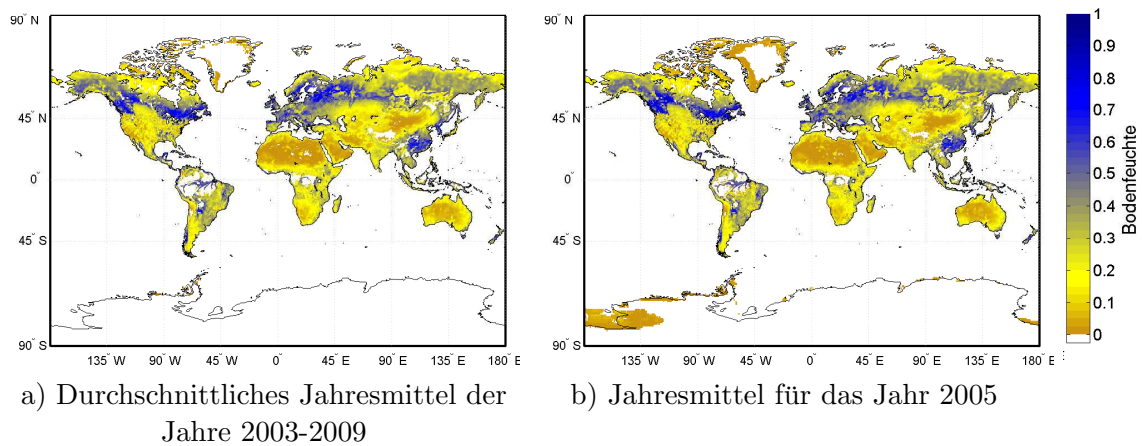 90° N
45° N
0°
45° S
90° S
135° W 90° W 45° W 0° 45° E 90° E 135° E 180° E
a) Durchschnittliches Jahresmittel der
Jahre 2003-2009
90° N
45° N
0°
45° S
90° S
135° W 90° W 45° W 0° 45° E 90° E 135° E 180° E
b) Jahresmittel für das Jahr 2005
1
0.9
0.8
0.7
0.6
0.5
0.4
0.3
0.2
0.1
0
Bodenfeuchte